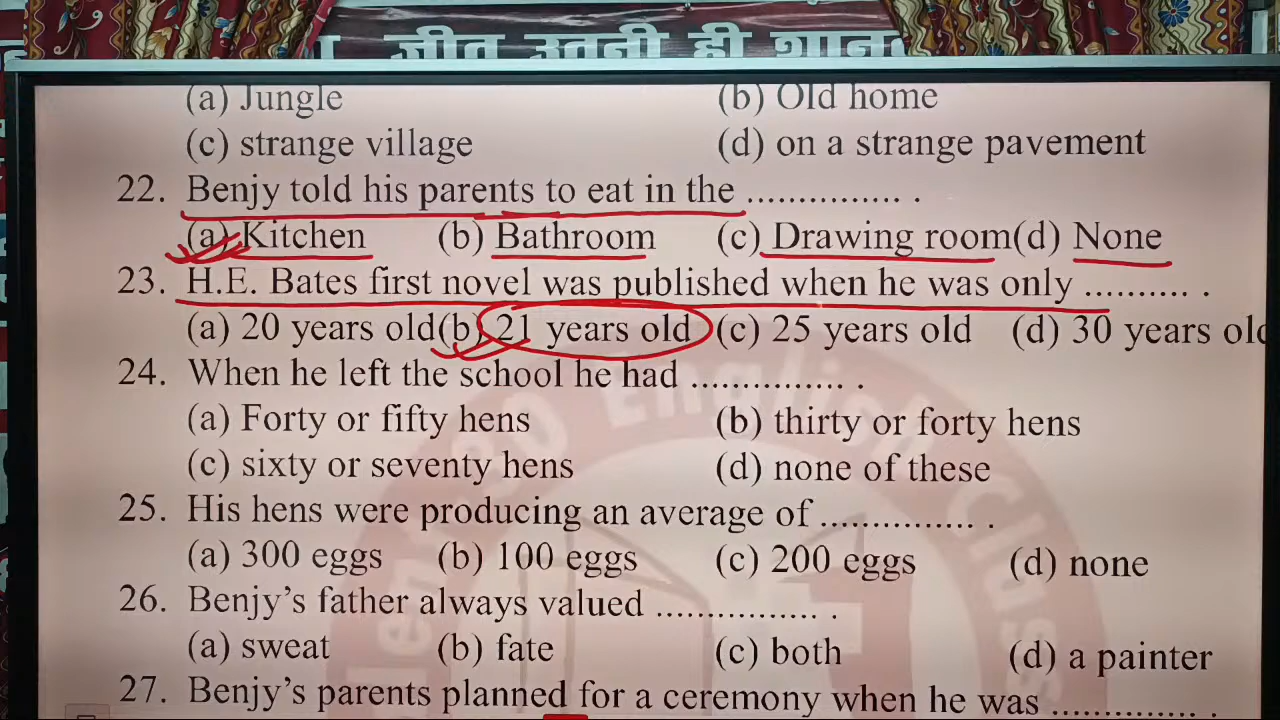 जीत उतनी ही शान
(a) Jungle (b) Old home
(c) strange village (d) on a strange pavement
22. Benjy told his parents to eat in the ............... .
(a) Kitchen (b) Bathroom (c) Drawing room(d) None
23. H.E. Bates first novel was published when he was only .......... .
(a) 20 years old(b) 21 years old (c) 25 years old (d) 30 years old
24. When he left the school he had ............... .
(a) Forty or fifty hens (b) thirty or forty hens
(c) sixty or seventy hens (d) none of these
25. His hens were producing an average of ............... .
(a) 300 eggs (b) 100 eggs (c) 200 eggs (d) none
26. Benjy's father always valued ................ .
(a) sweat (b) fate (c) both (d) a painter
27. Benjy's parents planned for a ceremony when he was .............. .
English Class